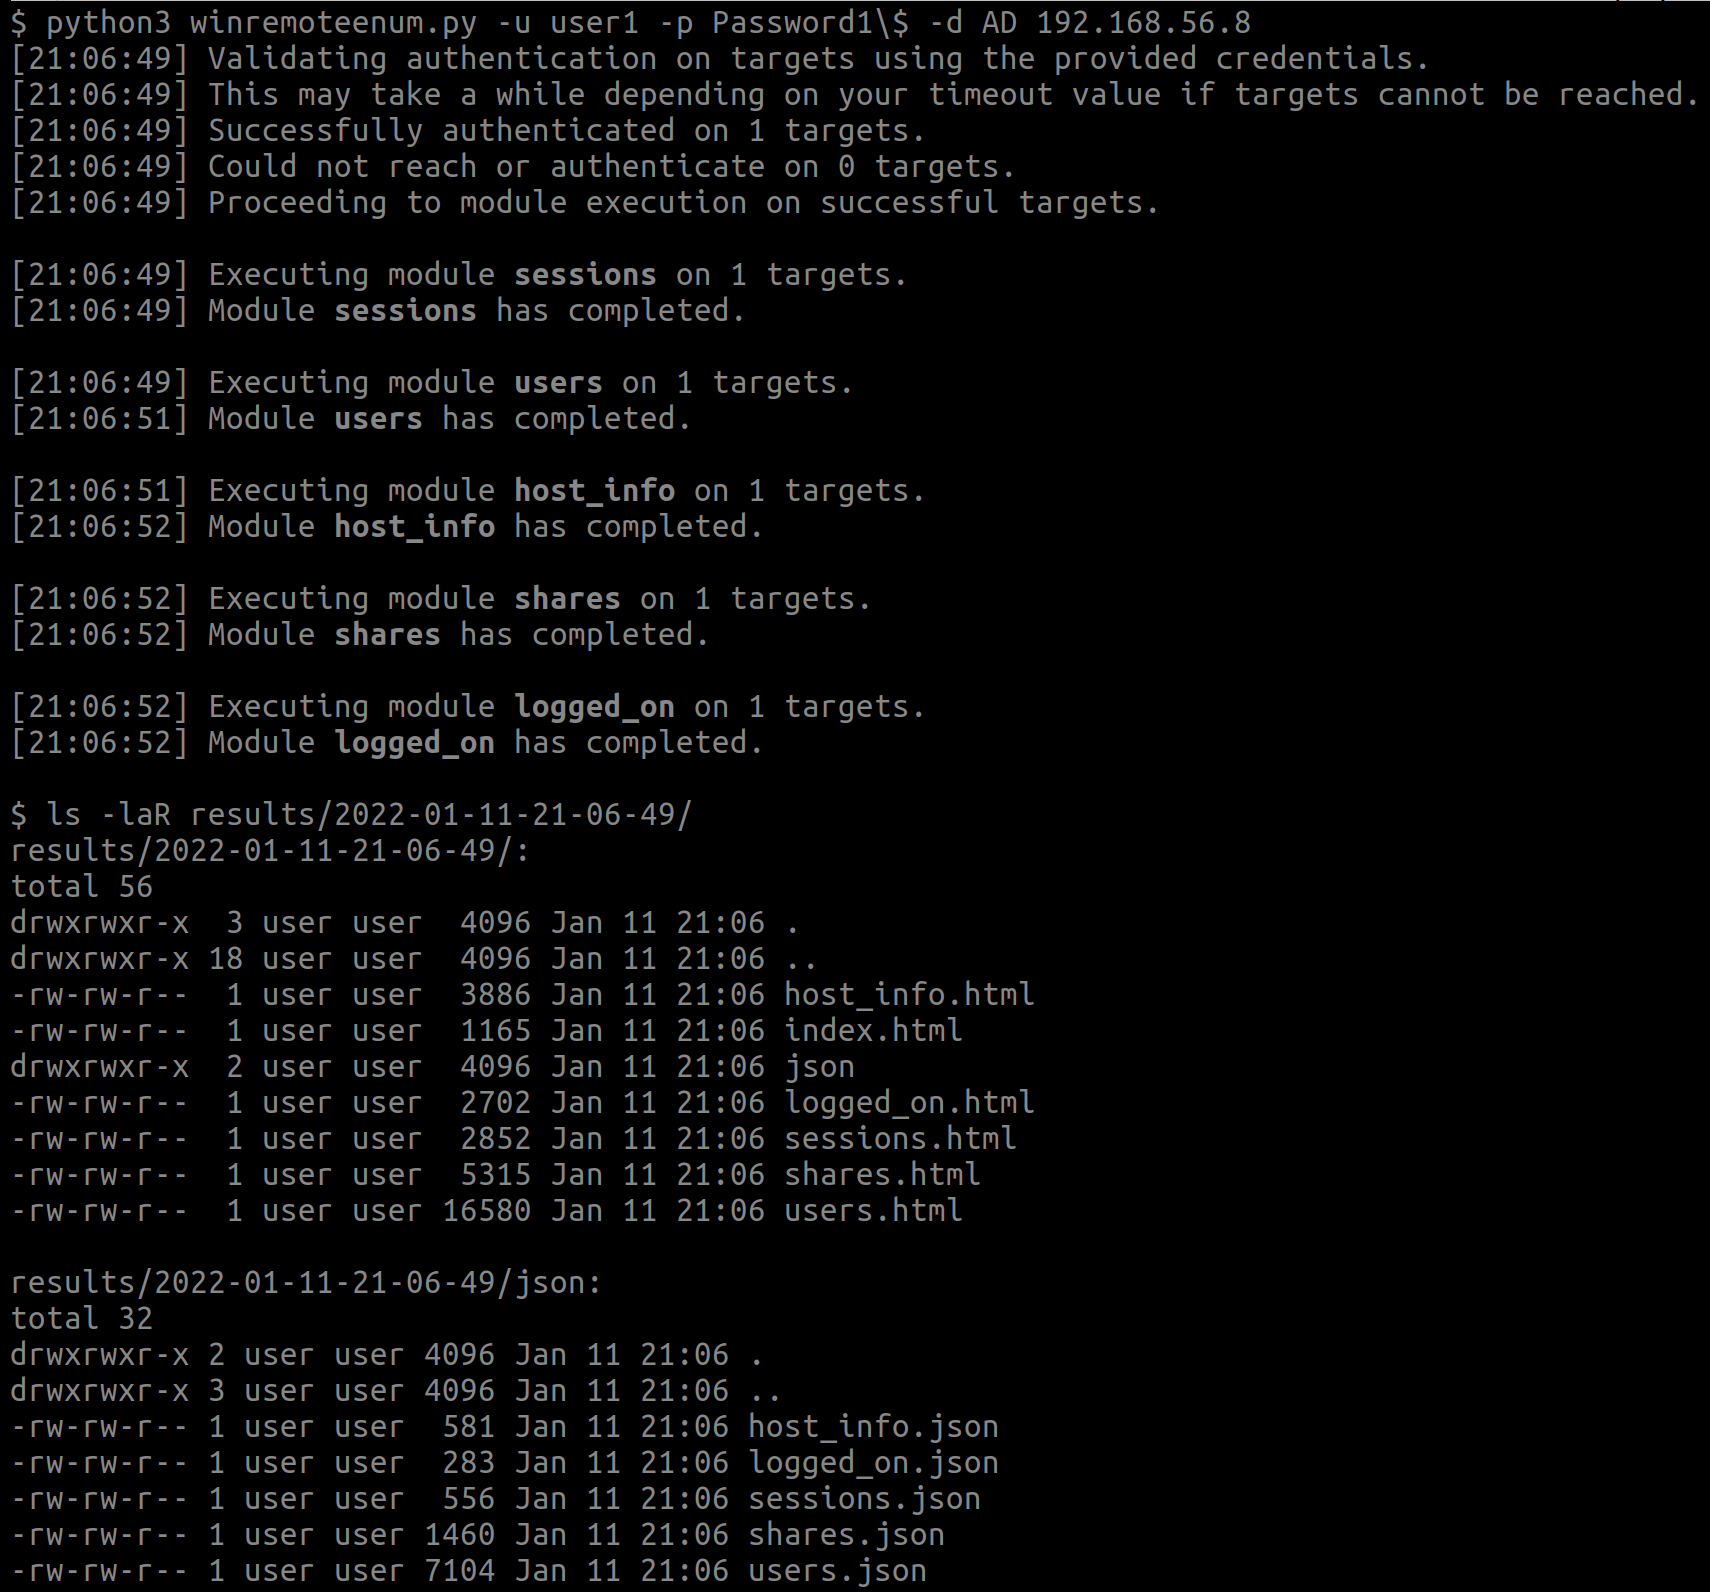 $ python3 winremoteenum.py -u user1 -p Password1\$ -d AD 192.168.56.8
[21:06:49] Validating authentication on targets using the provided credentials.
[21:06:49] This may take a while depending on your timeout value if targets cannot be reached.
[21:06:49] Successfully authenticated on 1 targets.
[21:06:49] Could not reach or authenticate on 0 targets.
[21:06:49] Proceeding to module execution on successful targets.

[21:06:49] Executing module sessions on 1 targets.
[21:06:49] Module sessions has completed.

[21:06:49] Executing module users on 1 targets.
[21:06:51] Module users has completed.

[21:06:51] Executing module host_info on 1 targets.
[21:06:52] Module host_info has completed.

[21:06:52] Executing module shares on 1 targets.
[21:06:52] Module shares has completed.

[21:06:52] Executing module logged_on on 1 targets.
[21:06:52] Module logged_on has completed.

$ ls -laR results/2022-01-11-21-06-49/
results/2022-01-11-21-06-49/:
total 56
drwxrwxr-x  3 user user  4096 Jan 11 21:06 .
drwxrwxr-x 18 user user  4096 Jan 11 21:06 ..
-rw-rw-r--  1 user user  3886 Jan 11 21:06 host_info.html
-rw-rw-r--  1 user user  1165 Jan 11 21:06 index.html
drwxrwxr-x  2 user user  4096 Jan 11 21:06 json
-rw-rw-r--  1 user user  2702 Jan 11 21:06 logged_on.html
-rw-rw-r--  1 user user  2852 Jan 11 21:06 sessions.html
-rw-rw-r--  1 user user  5315 Jan 11 21:06 shares.html
-rw-rw-r--  1 user user 16580 Jan 11 21:06 users.html

results/2022-01-11-21-06-49/json:
total 32
drwxrwxr-x 2 user user 4096 Jan 11 21:06 .
drwxrwxr-x 3 user user 4096 Jan 11 21:06 ..
-rw-rw-r-- 1 user user  581 Jan 11 21:06 host_info.json
-rw-rw-r-- 1 user user  283 Jan 11 21:06 logged_on.json
-rw-rw-r-- 1 user user  556 Jan 11 21:06 sessions.json
-rw-rw-r-- 1 user user 1460 Jan 11 21:06 shares.json
-rw-rw-r-- 1 user user 7104 Jan 11 21:06 users.json